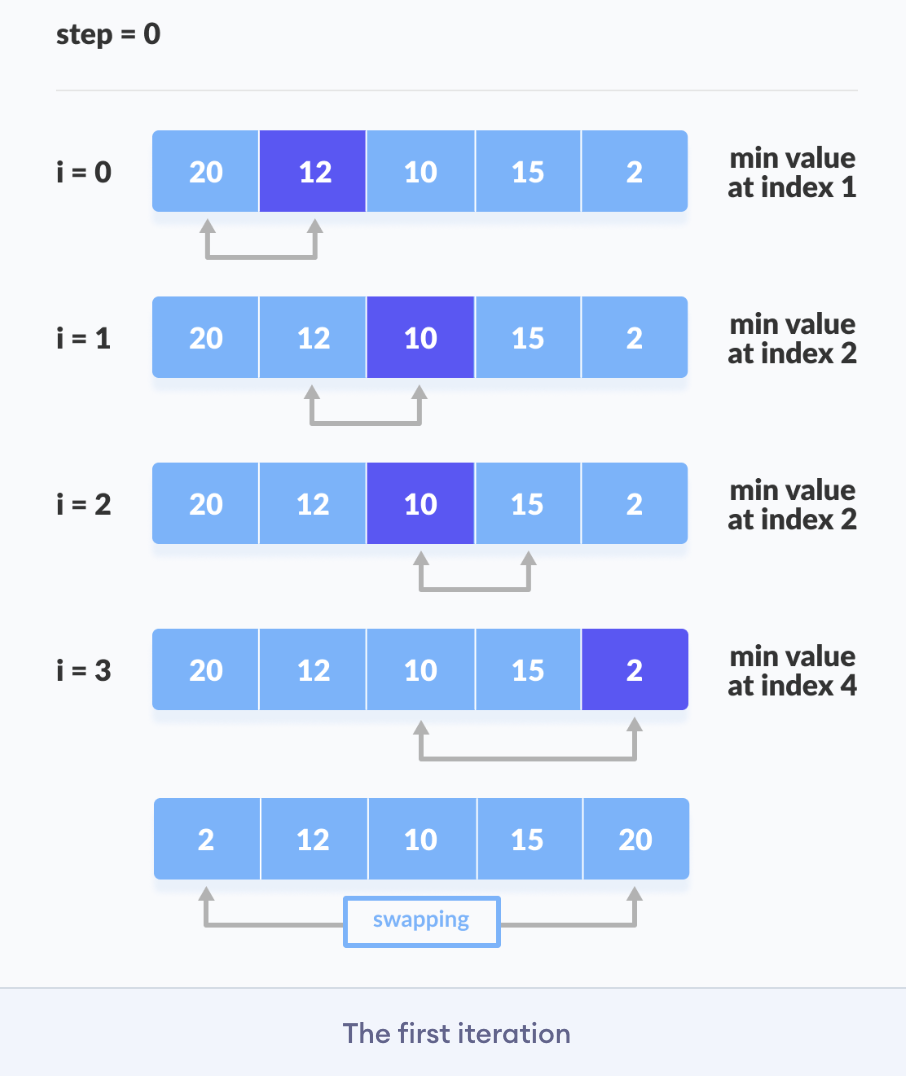 step = 0
i = 0 20 12 10 15 2 min value
at index 1
i = 1 20 12 10 15 2 min value
at index 2
i = 2 20 12 10 15 2 min value
at index 2
i = 3 20 12 10 15 2 min value
at index 4
2 12 10 15 20
swapping
The first iteration